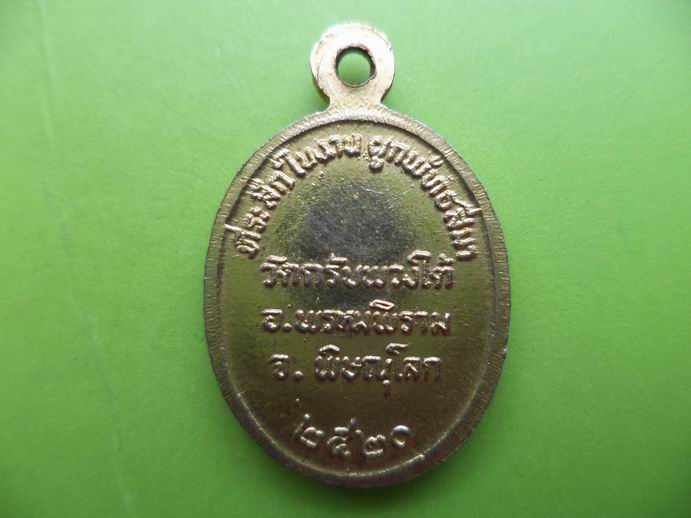 ที่ระลึกในงาน ผูกพัทธสีมา
วัดกรับพวงใต้
อ.พรหมพิราม
จ. พิษณุโลก
๒๕๒๐